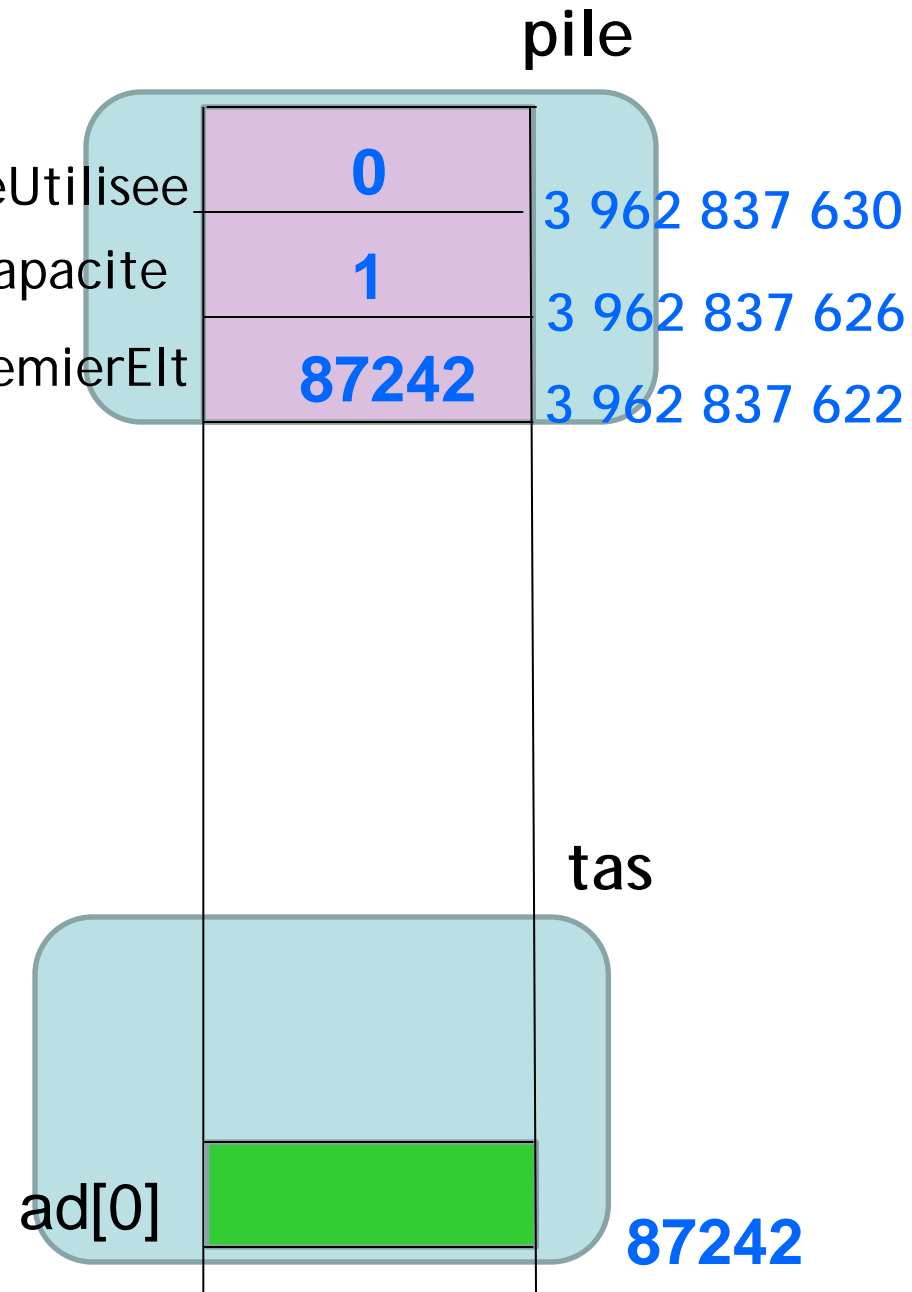 pile
eUtilisee 0 3 962 837 630
apacite 1 3 962 837 626
emierElt 87242 3 962 837 622
tas
ad[0] 87242